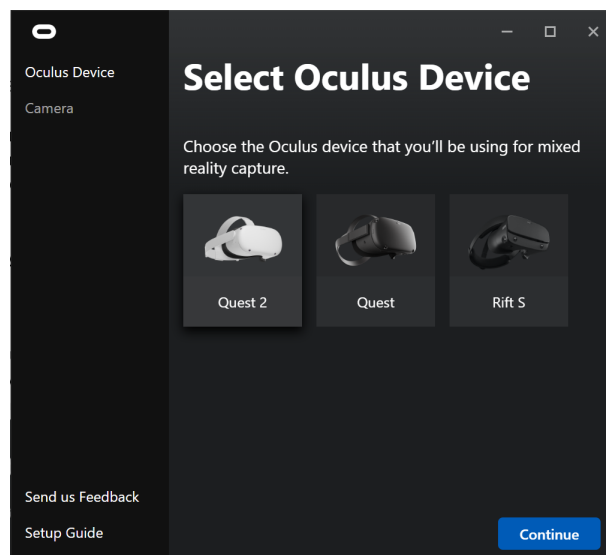 Oculus Device
Camera
Select Oculus Device
Choose the Oculus device that you'll be using for mixed
reality capture.
Quest 2
Quest
Rift S
Send us Feedback
Setup Guide
Continue